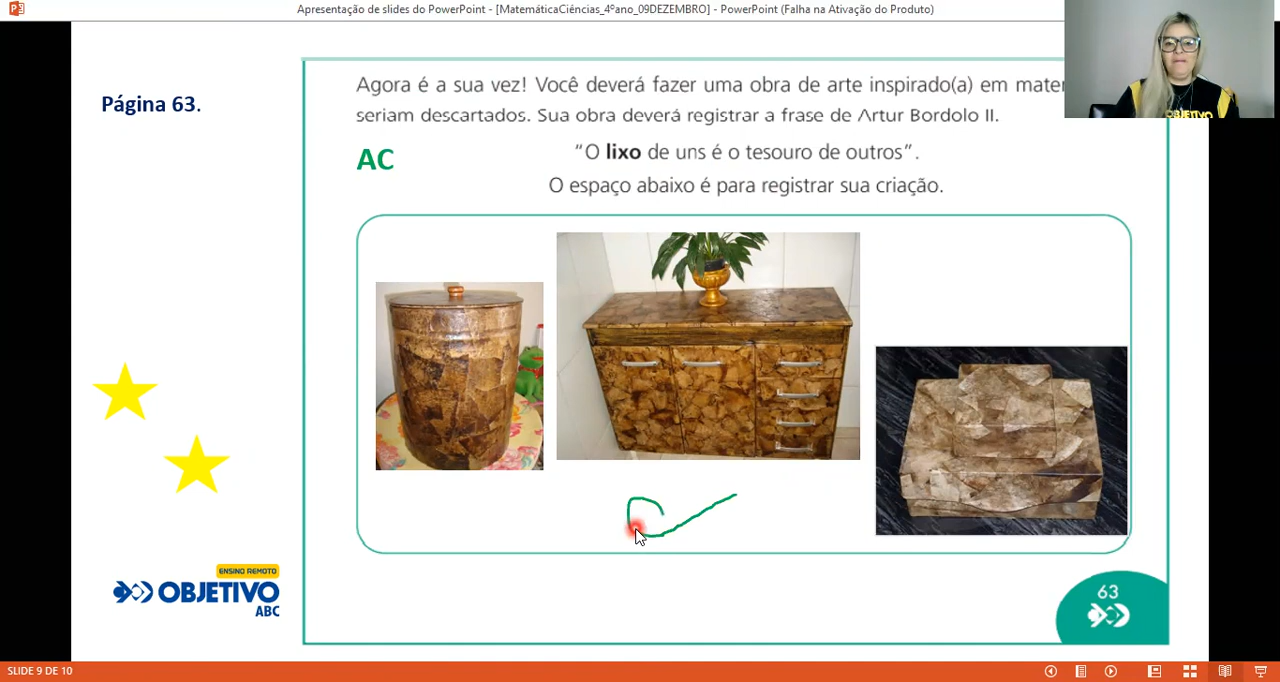 Apresentação de slides do PowerPoint - [MatemáticaCiências_4ºano_09DEZEMBRO] - PowerPoint (Falha na Ativação do Produto)
Página 63.
Agora é a sua vez! Você deverá fazer uma obra de arte inspirado(a) em mater
seriam descartados. Sua obra deverá registrar a frase de Artur Bordolo II.
AC
“O lixo de uns é o tesouro de outros”.
O espaço abaixo é para registrar sua criação.
ENSINO REMOTO
OBJETIVO
ABC
63
OBJETIVO
SLIDE 9 DE 10